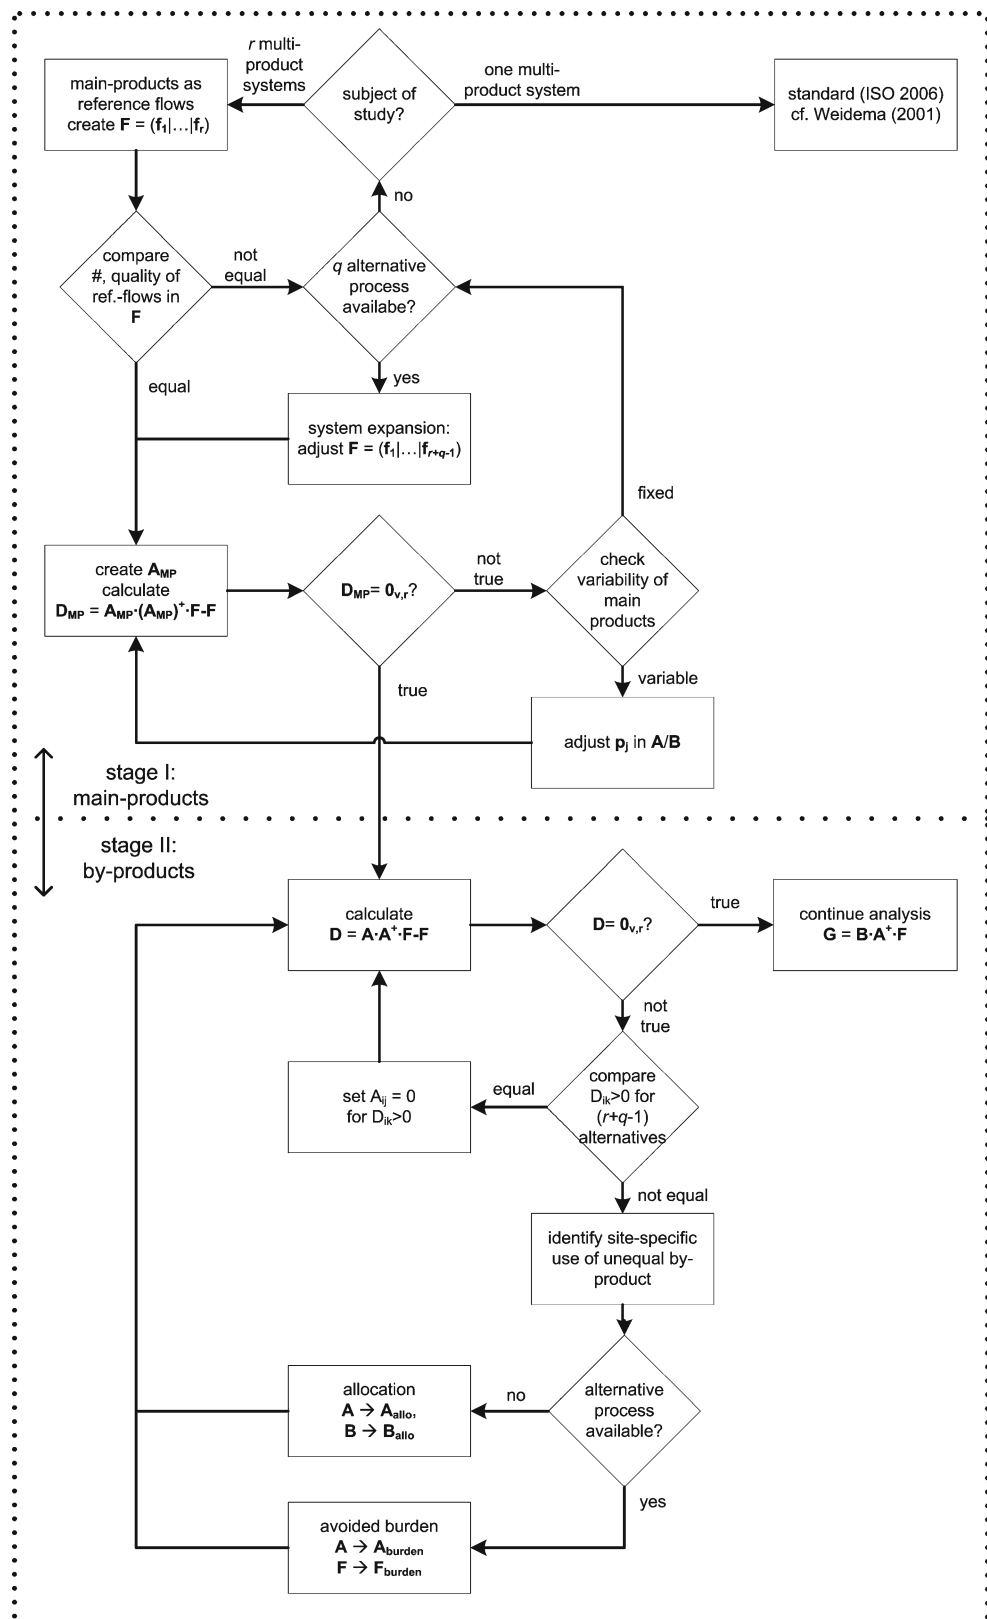 r multi-
product
systems
main-products as
reference flows
create F = (f₁|…|fᵣ)
subject of
study?
one multi-
product system
standard (ISO 2006)
cf. Weidema (2001)
no
compare
#, quality of
ref.-flows in
F
not
equal
q alternative
process
availabe?
equal
yes
system expansion:
adjust F = (f₁|…|fr+q-1)
fixed
create AMP
calculate
DMP = AMP·(AMP)⁺·F-F
DMP= 0v,r?
not
true
check
variability of
main
products
true
variable
adjust pj in A/B
stage I:
main-products
stage II:
by-products
calculate
D = A·A⁺·F-F
D= 0v,r?
true
continue analysis
G = B·A⁺·F
not
true
set Aij = 0
for Dik>0
equal
compare
Dik>0 for
(r+q-1)
alternatives
not equal
identify site-specific
use of unequal by-
product
allocation
A → Aallo,
B → Ballo
no
alternative
process
available?
yes
avoided burden
A → Aburden
F → Fburden